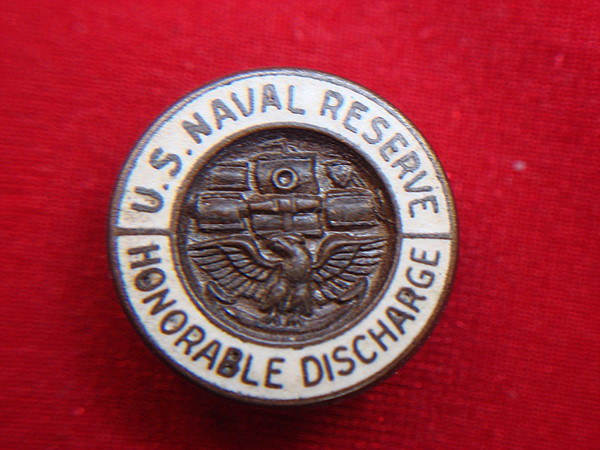 U.S. NAVAL RESERVE
HONORABLE DISCHARGE